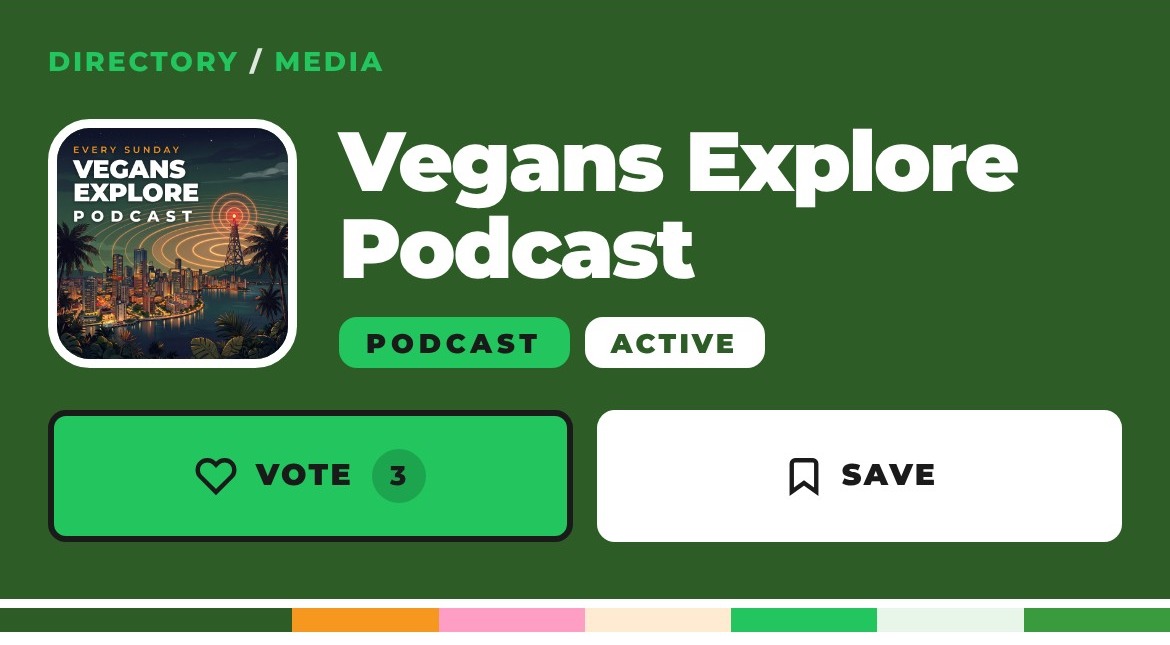 DIRECTORY / MEDIA
EVERY SUNDAY
VEGANS
EXPLORE
PODCAST
Vegans Explore
Podcast
PODCAST ACTIVE
VOTE 3 SAVE